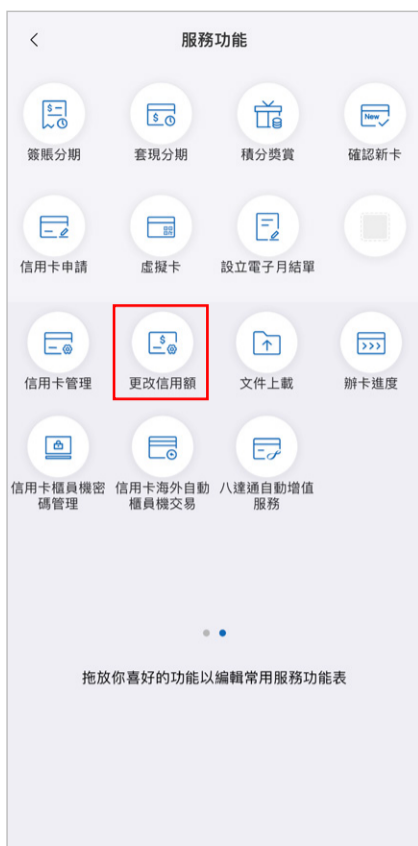 服務功能
簽賬分期 套現分期 積分獎賞 確認新卡
信用卡申請 虛擬卡 設立電子月結單
信用卡管理 更改信用額 文件上載 辦卡進度
信用卡櫃員機密碼管理 信用卡海外自動櫃員機交易 八達通自動增值服務
拖放你喜好的功能以編輯常用服務功能表